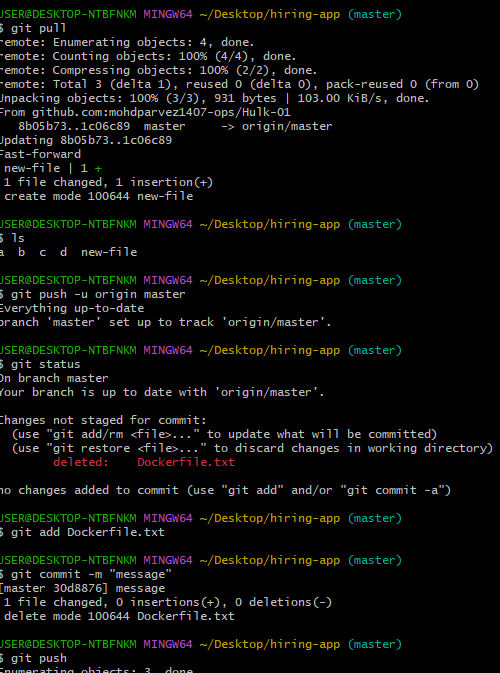 USER@DESKTOP-NTBFNKM MINGW64 ~/Desktop/hiring-app (master)
$ git pull
remote: Enumerating objects: 4, done.
remote: Counting objects: 100% (4/4), done.
remote: Compressing objects: 100% (2/2), done.
remote: Total 3 (delta 1), reused 0 (delta 0), pack-reused 0 (from 0)
Unpacking objects: 100% (3/3), 931 bytes | 103.00 KiB/s, done.
From github.com:mohdparvez1407-ops/Hulk-01
   8b05b73..1c06c89  master     -> origin/master
Updating 8b05b73..1c06c89
Fast-forward
 new-file | 1 +
 1 file changed, 1 insertion(+)
 create mode 100644 new-file
USER@DESKTOP-NTBFNKM MINGW64 ~/Desktop/hiring-app (master)
$ ls
a  b  c  d  new-file
USER@DESKTOP-NTBFNKM MINGW64 ~/Desktop/hiring-app (master)
$ git push -u origin master
Everything up-to-date
branch 'master' set up to track 'origin/master'.
USER@DESKTOP-NTBFNKM MINGW64 ~/Desktop/hiring-app (master)
$ git status
On branch master
Your branch is up to date with 'origin/master'.
Changes not staged for commit:
  (use "git add/rm <file>..." to update what will be committed)
  (use "git restore <file>..." to discard changes in working directory)
        deleted:    Dockerfile.txt
no changes added to commit (use "git add" and/or "git commit -a")
USER@DESKTOP-NTBFNKM MINGW64 ~/Desktop/hiring-app (master)
$ git add Dockerfile.txt
USER@DESKTOP-NTBFNKM MINGW64 ~/Desktop/hiring-app (master)
$ git commit -m "message"
[master 30d8876] message
 1 file changed, 0 insertions(+), 0 deletions(-)
 delete mode 100644 Dockerfile.txt
USER@DESKTOP-NTBFNKM MINGW64 ~/Desktop/hiring-app (master)
$ git push
Enumerating objects: 3, done.